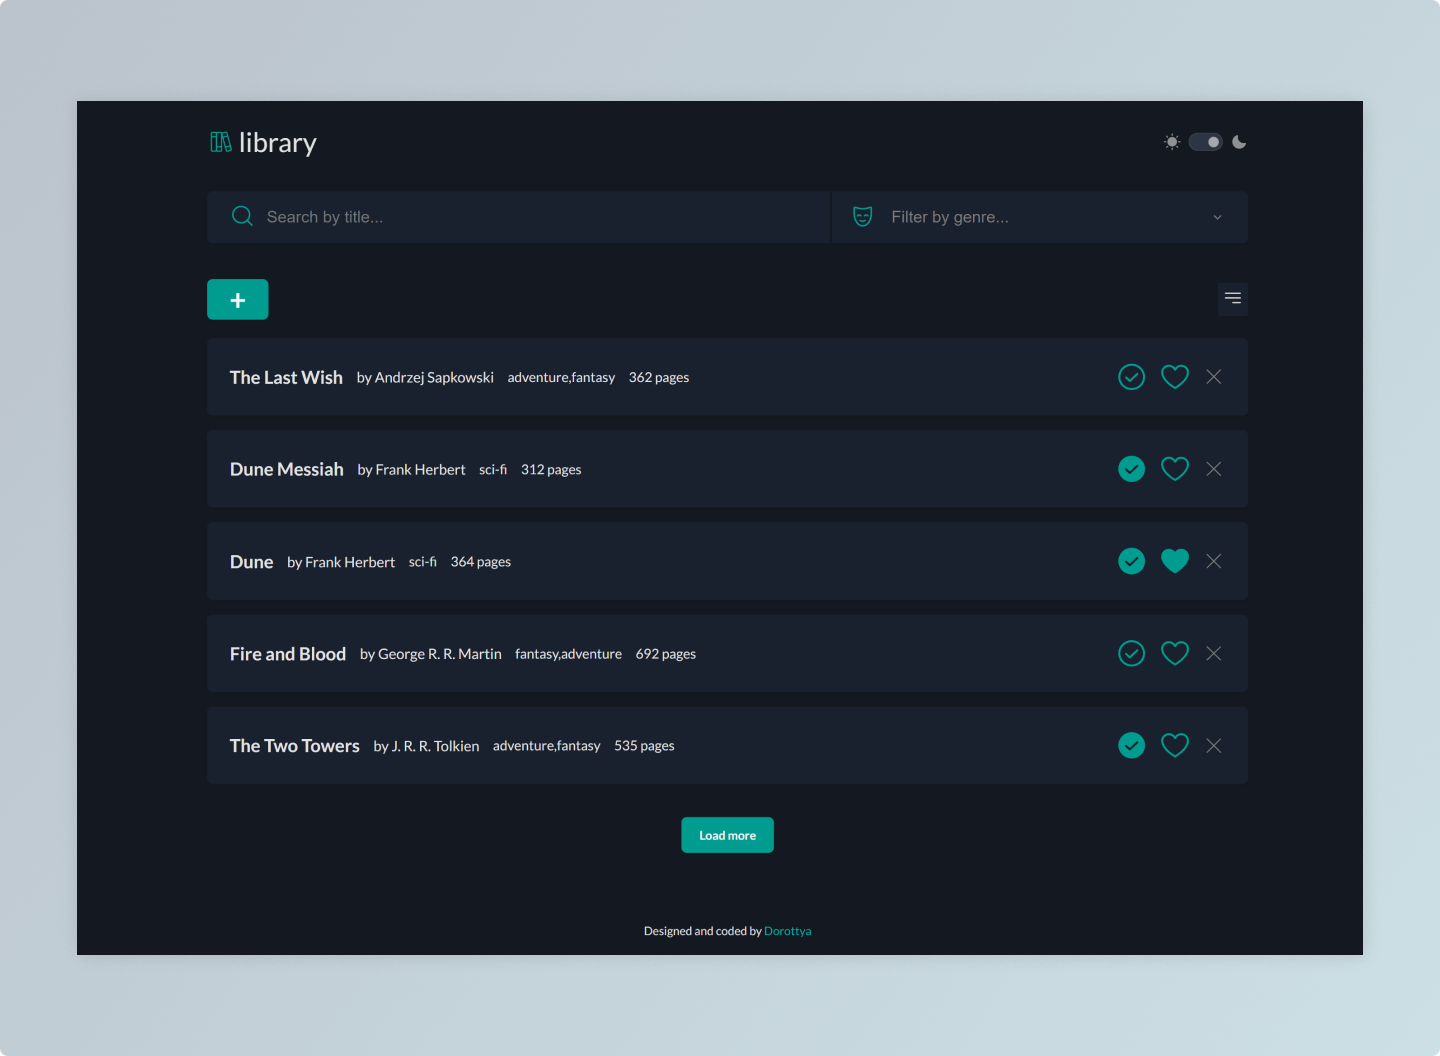 library
Search by title... Filter by genre...
The Last Wish by Andrzej Sapkowski adventure,fantasy 362 pages
Dune Messiah by Frank Herbert sci-fi 312 pages
Dune by Frank Herbert sci-fi 364 pages
Fire and Blood by George R. R. Martin fantasy,adventure 692 pages
The Two Towers by J. R. R. Tolkien adventure,fantasy 535 pages
Load more
Designed and coded by Dorottya